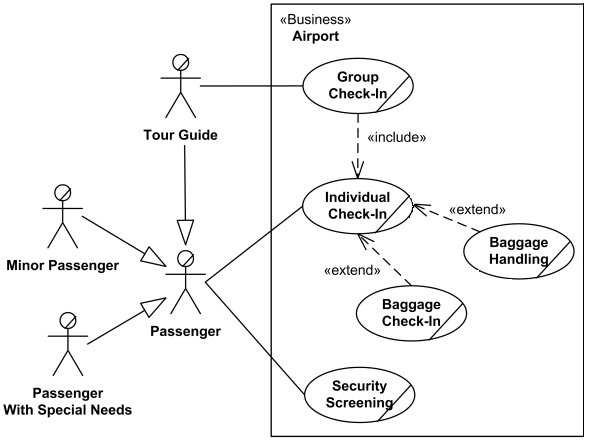 «Business»
Airport
Group
Check-In
Tour Guide
«include»
Individual
Check-In
«extend»
Minor Passenger
Baggage
Handling
«extend»
Passenger
Baggage
Check-In
Passenger
With Special Needs
Security
Screening